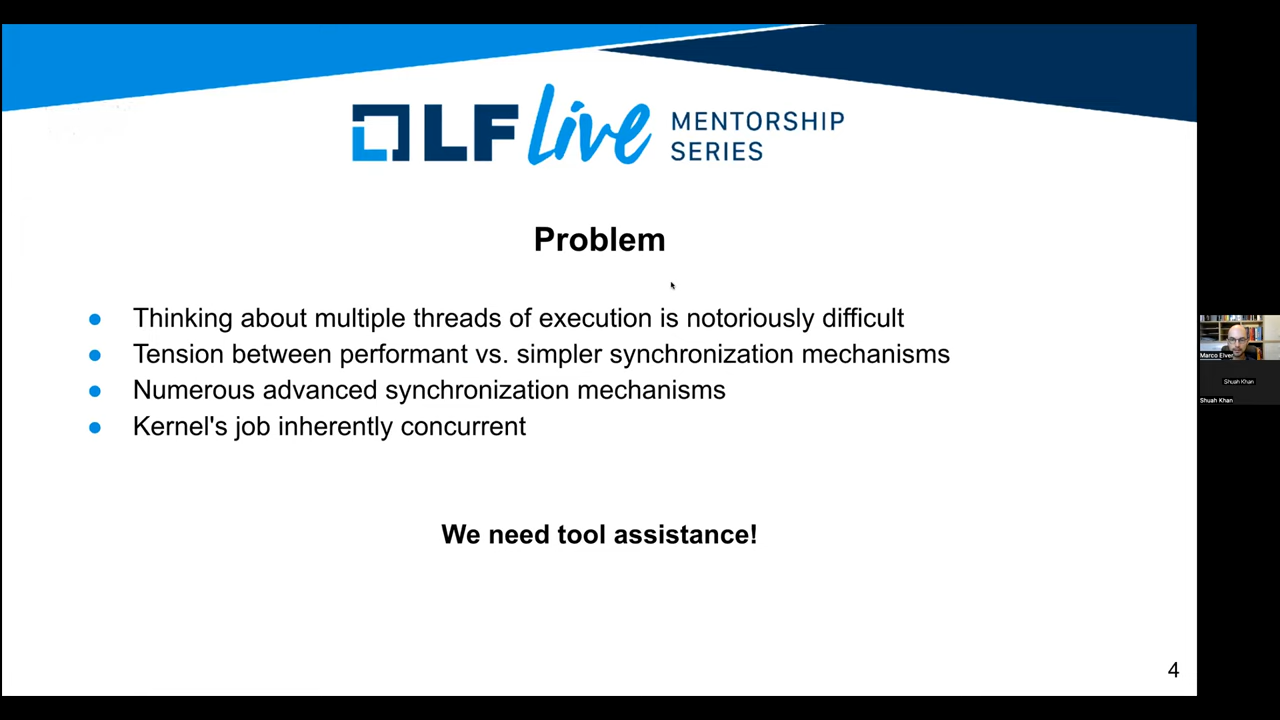 LF Live MENTORSHIP
SERIES
Problem
● Thinking about multiple threads of execution is notoriously difficult
● Tension between performant vs. simpler synchronization mechanisms
● Numerous advanced synchronization mechanisms
● Kernel's job inherently concurrent
We need tool assistance!
4
Marco Elver
Shuah Khan
Shuah Khan